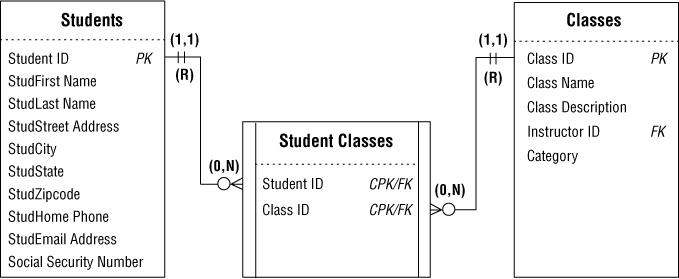 Students
Student ID PK
StudFirst Name
StudLast Name
StudStreet Address
StudCity
StudState
StudZipcode
StudHome Phone
StudEmail Address
Social Security Number
(1,1)
(R)
(0,N)
Student Classes
Student ID CPK/FK
Class ID CPK/FK
(0,N)
(1,1)
(R)
Classes
Class ID PK
Class Name
Class Description
Instructor ID FK
Category